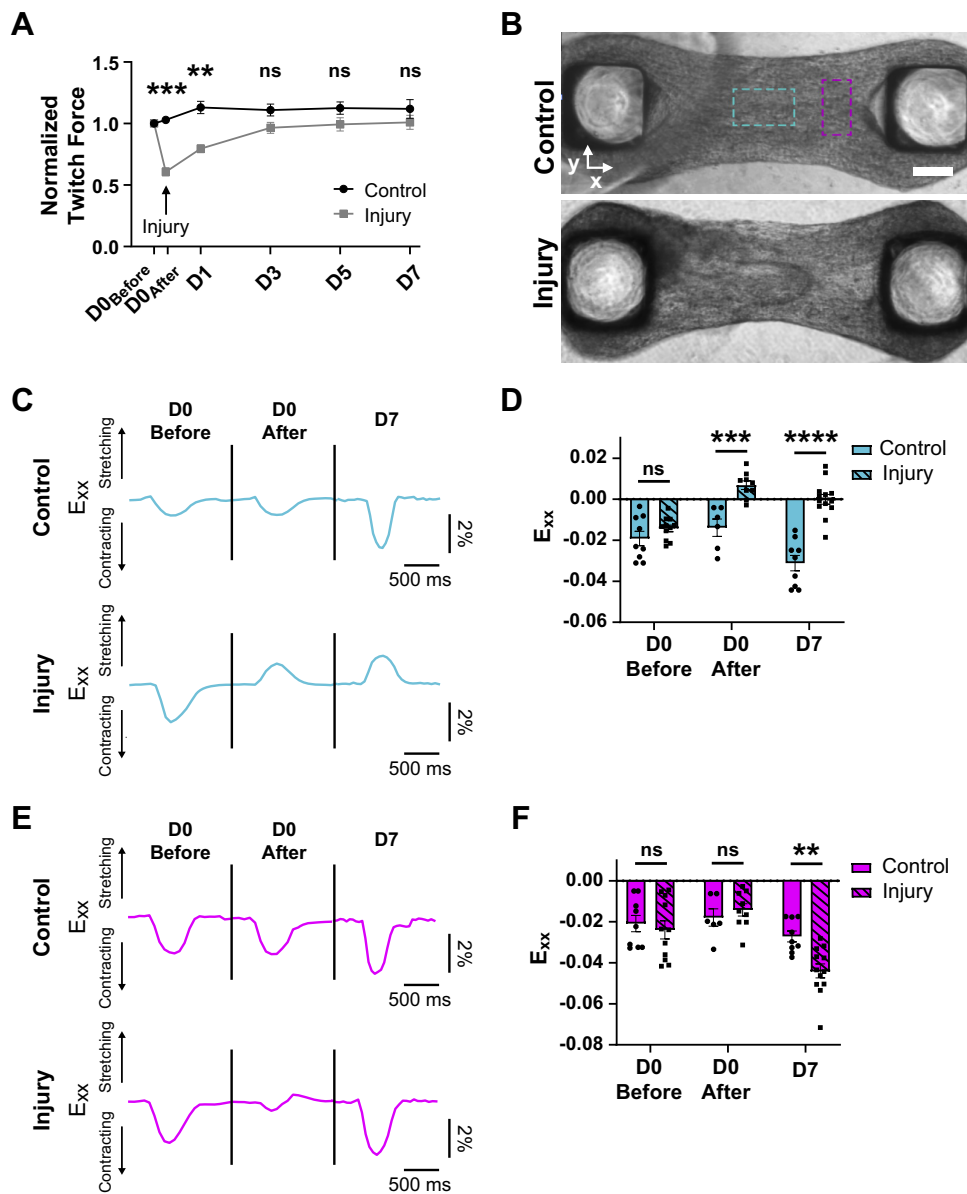 A
1.5
1.0
0.5
0.0
Normalized
Twitch Force
***
**
ns
ns
ns
Injury
Control
Injury
D0Before
D0After
D1
D3
D5
D7
B
Control
y
x
Injury
C
D0
Before
D0
After
D7
Control
Exx
Stretching
Contracting
2%
500 ms
Injury
Exx
Stretching
Contracting
2%
500 ms
D
0.02
0.00
-0.02
-0.04
-0.06
Exx
ns
***
****
Control
Injury
D0
Before
D0
After
D7
E
D0
Before
D0
After
D7
Control
Exx
Stretching
Contracting
2%
500 ms
Injury
Exx
Stretching
Contracting
2%
500 ms
F
0.00
-0.02
-0.04
-0.06
-0.08
Exx
ns
ns
**
Control
Injury
D0
Before
D0
After
D7